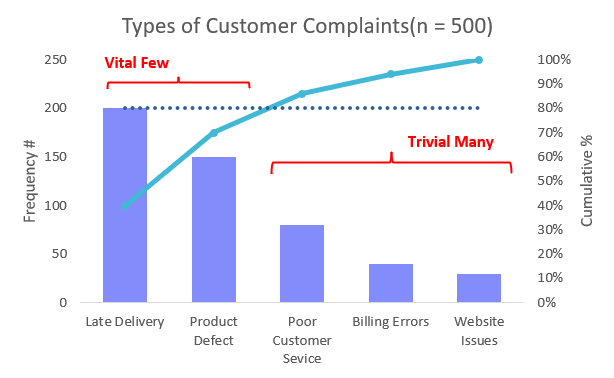 Types of Customer Complaints(n = 500)
Vital Few
Trivial Many
Frequency #
250
200
150
100
50
0
Cumulative %
100%
90%
80%
70%
60%
50%
40%
30%
20%
10%
0%
Late Delivery
Product
Defect
Poor
Customer
Sevice
Billing Errors
Website
Issues